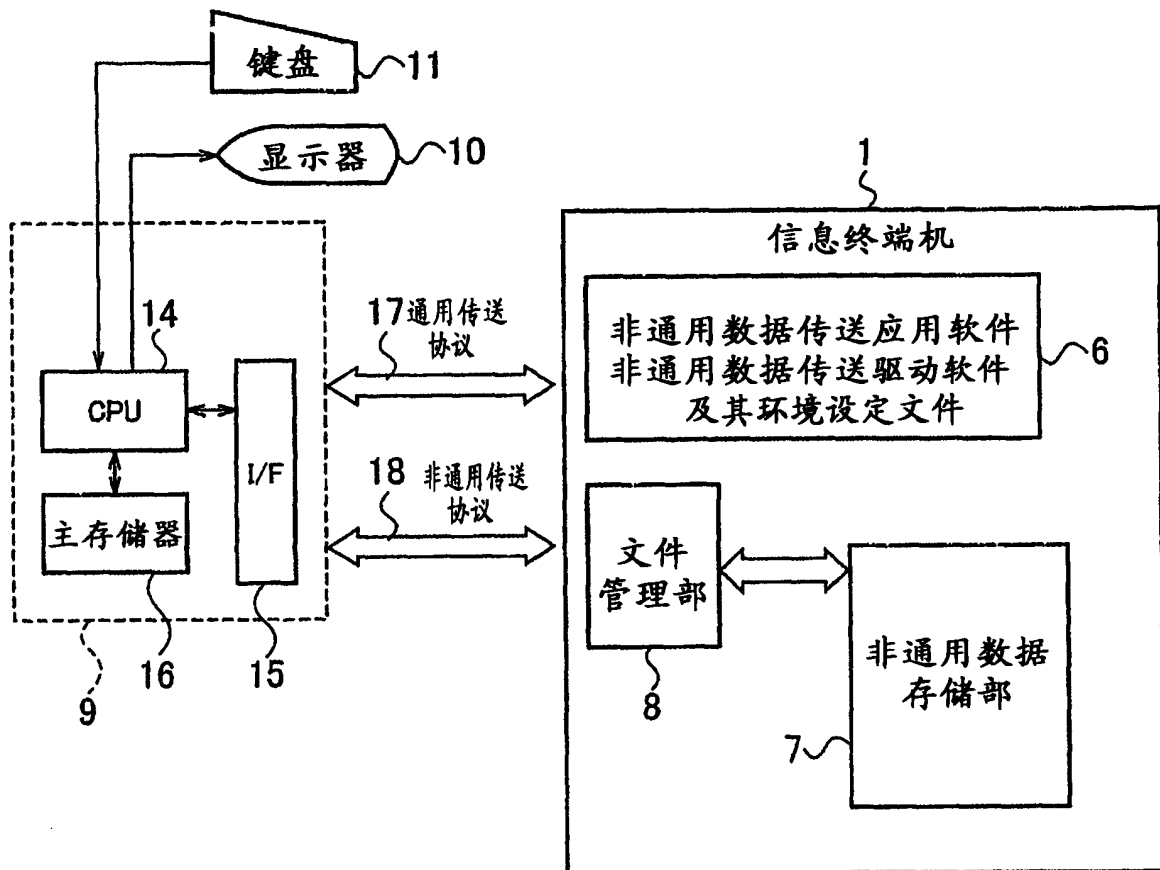 键盘
11
显示器
10
1
信息终端机
14
CPU
I/F
主存储器
16
15
9
17 通用传送
协议
18 非通用传送
协议
非通用数据传送应用软件
非通用数据传送驱动软件
及其环境设定文件
6
文件
管理部
8
非通用数据
存储部
7